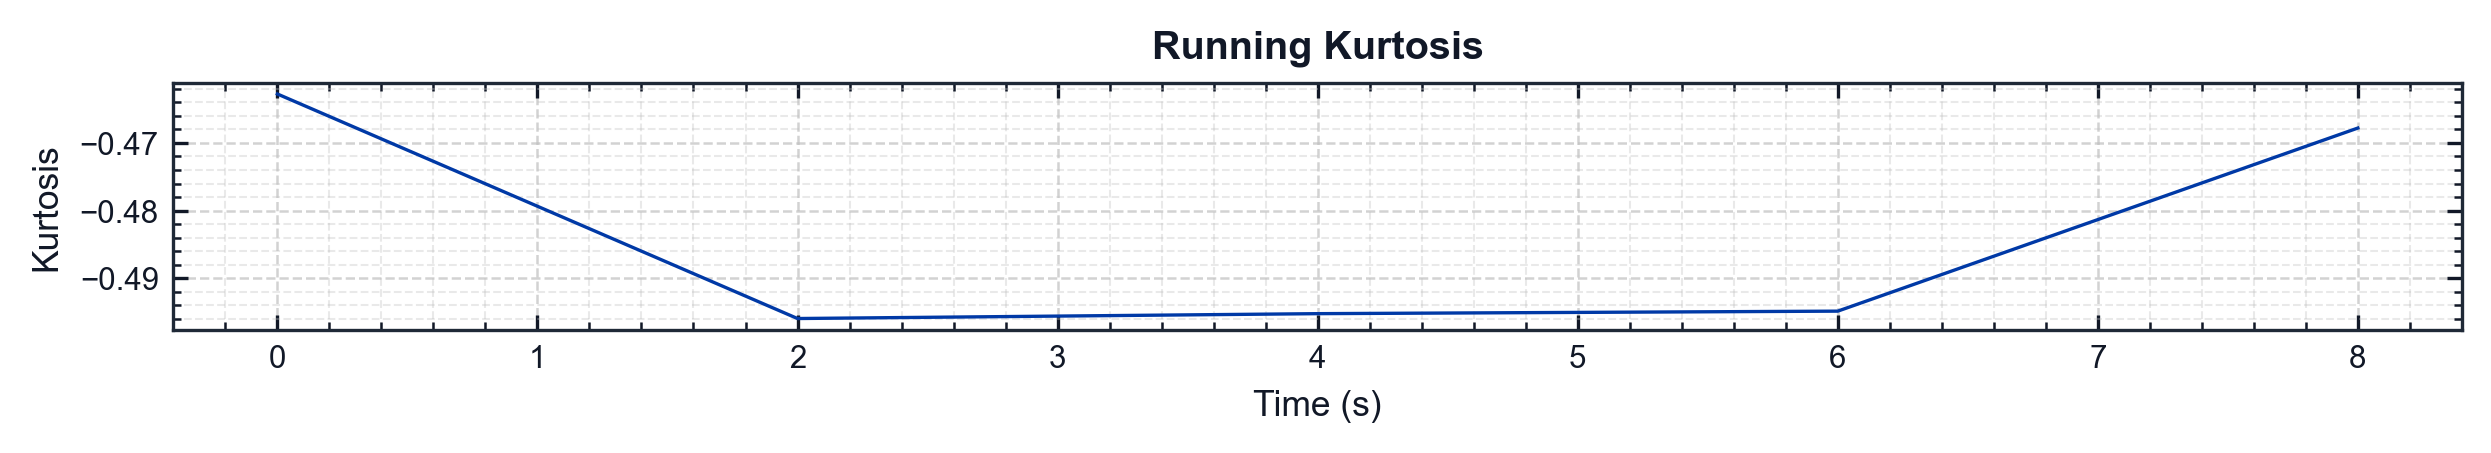 Running Kurtosis
Kurtosis
−0.47
−0.48
−0.49
0 1 2 3 4 5 6 7 8
Time (s)